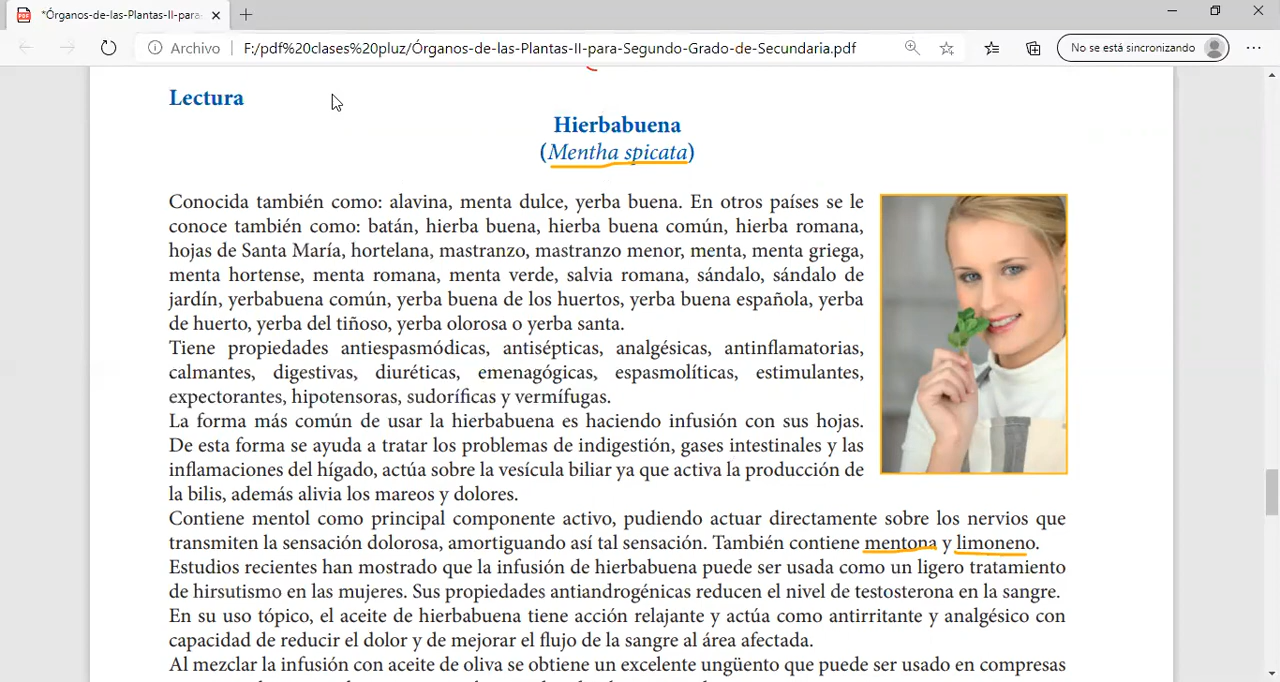 *Órganos-de-las-Plantas-II-para-
Archivo
F:/pdf%20clases%20pluz/Órganos-de-las-Plantas-II-para-Segundo-Grado-de-Secundaria.pdf
No se está sincronizando
Lectura
Hierbabuena
(Mentha spicata)
Conocida también como: alavina, menta dulce, yerba buena. En otros países se le
conoce también como: batán, hierba buena, hierba buena común, hierba romana,
hojas de Santa María, hortelana, mastranzo, mastranzo menor, menta, menta griega,
menta hortense, menta romana, menta verde, salvia romana, sándalo, sándalo de
jardín, yerbabuena común, yerba buena de los huertos, yerba buena española, yerba
de huerto, yerba del tiñoso, yerba olorosa o yerba santa.
Tiene propiedades antiespasmódicas, antisépticas, analgésicas, antinflamatorias,
calmantes, digestivas, diuréticas, emenagógicas, espasmolíticas, estimulantes,
expectorantes, hipotensoras, sudoríficas y vermífugas.
La forma más común de usar la hierbabuena es haciendo infusión con sus hojas.
De esta forma se ayuda a tratar los problemas de indigestión, gases intestinales y las
inflamaciones del hígado, actúa sobre la vesícula biliar ya que activa la producción de
la bilis, además alivia los mareos y dolores.
Contiene mentol como principal componente activo, pudiendo actuar directamente sobre los nervios que
transmiten la sensación dolorosa, amortiguando así tal sensación. También contiene mentona y limoneno.
Estudios recientes han mostrado que la infusión de hierbabuena puede ser usada como un ligero tratamiento
de hirsutismo en las mujeres. Sus propiedades antiandrogénicas reducen el nivel de testosterona en la sangre.
En su uso tópico, el aceite de hierbabuena tiene acción relajante y actúa como antirritante y analgésico con
capacidad de reducir el dolor y de mejorar el flujo de la sangre al área afectada.
Al mezclar la infusión con aceite de oliva se obtiene un excelente ungüento que puede ser usado en compresas